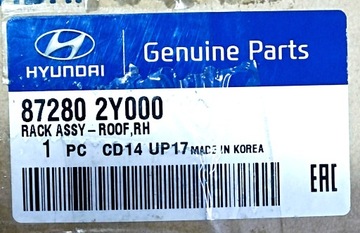 HYUNDAI
Genuine Parts
87280 2Y000
RACK ASSY-ROOF,RH
1 PC CD14 UP17 MADE IN KOREA
EAC